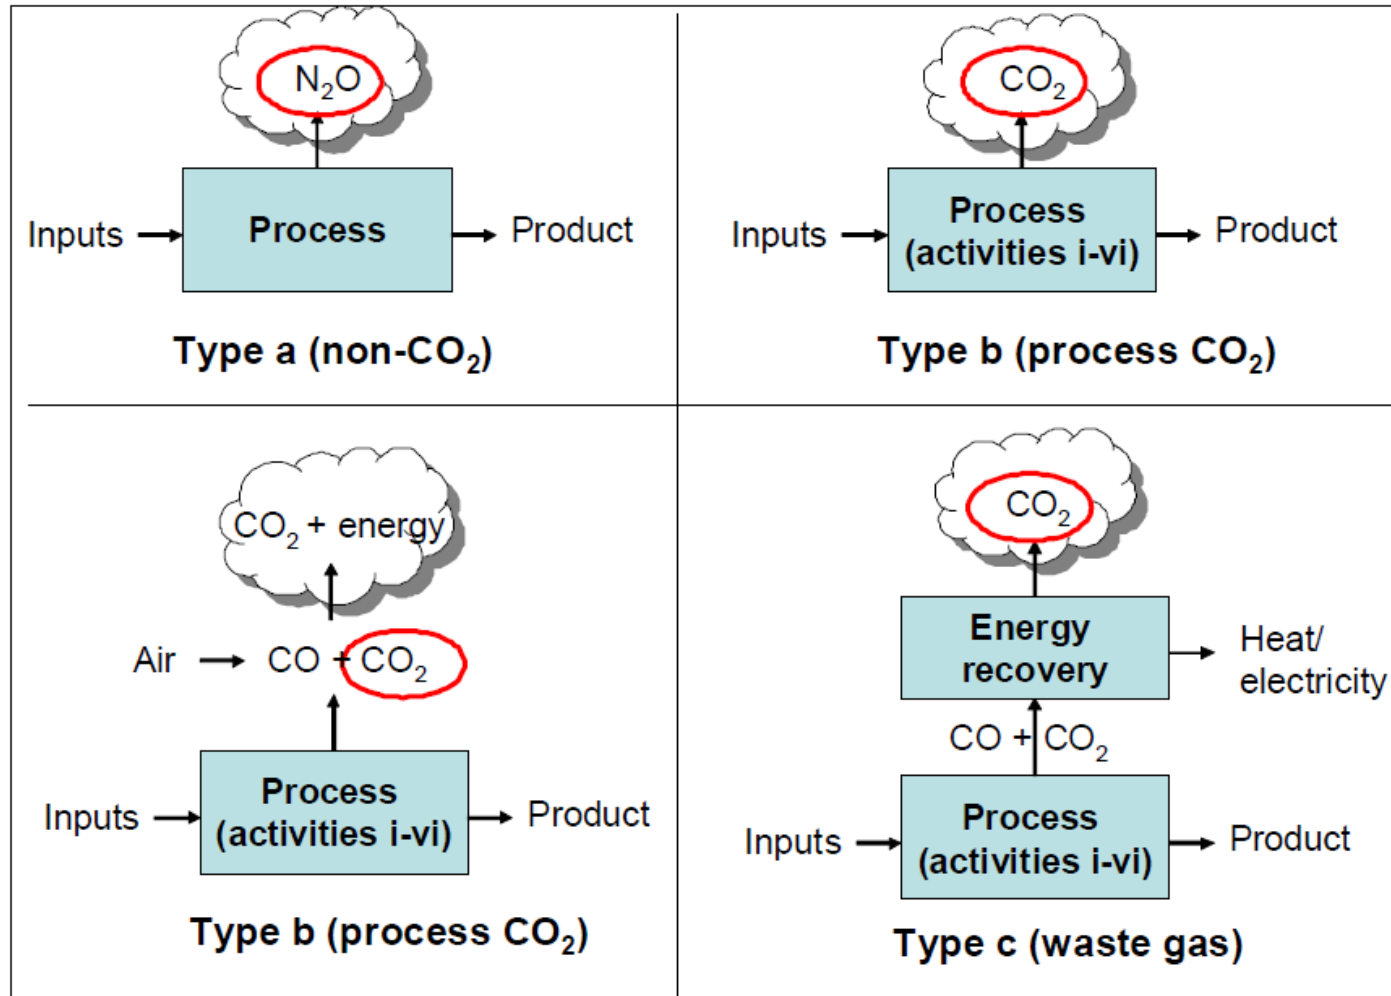 N₂O
Inputs
Process
Product
Type a (non-CO₂)
CO₂
Inputs
Process
(activities i-vi)
Product
Type b (process CO₂)
CO₂ + energy
Air
CO + CO₂
Inputs
Process
(activities i-vi)
Product
Type b (process CO₂)
CO₂
Energy
recovery
Heat/
electricity
CO + CO₂
Inputs
Process
(activities i-vi)
Product
Type c (waste gas)